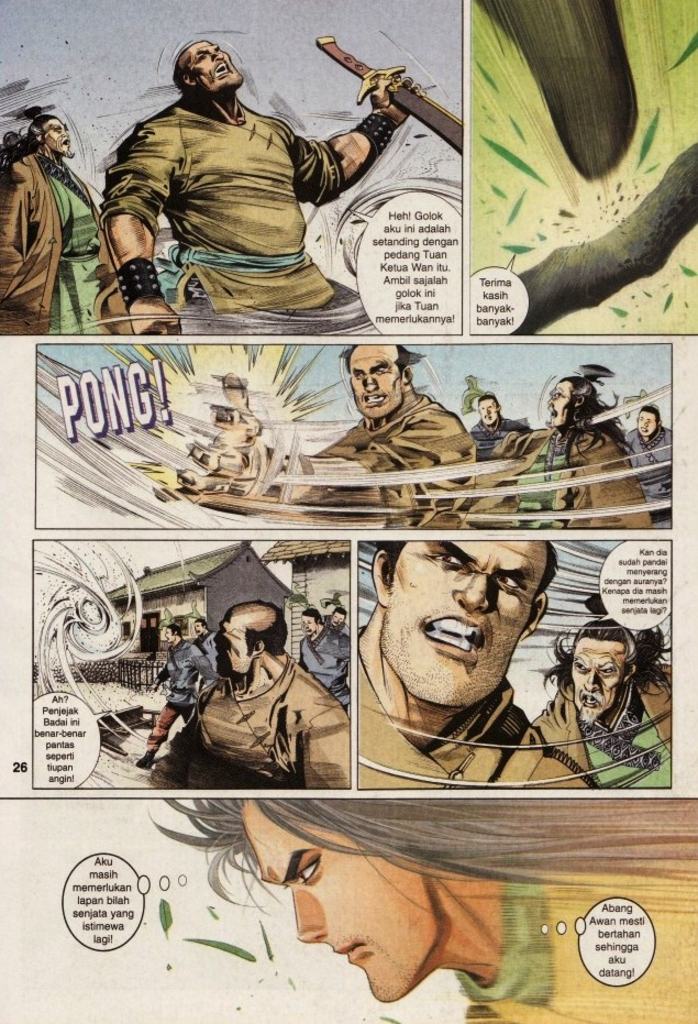 Heh! Golok
aku ini adalah
setanding dengan
pedang Tuan
Ketua Wan itu.
Ambil sajalah
golok ini
jika Tuan
memerlukannya!
Terima
kasih
banyak-
banyak!
PONG!
Ah?
Penjejak
Badai ini
benar-benar
pantas
seperti
tiupan
angin!
Kan dia
sudah pandai
menyerang
dengan auranya?
Kenapa dia masih
memerlukan
senjata lagi?
26
Aku
masih
memerlukan
lapan bilah
senjata yang
istimewa
lagi!
Abang
Awan mesti
bertahan
sehingga
aku
datang!